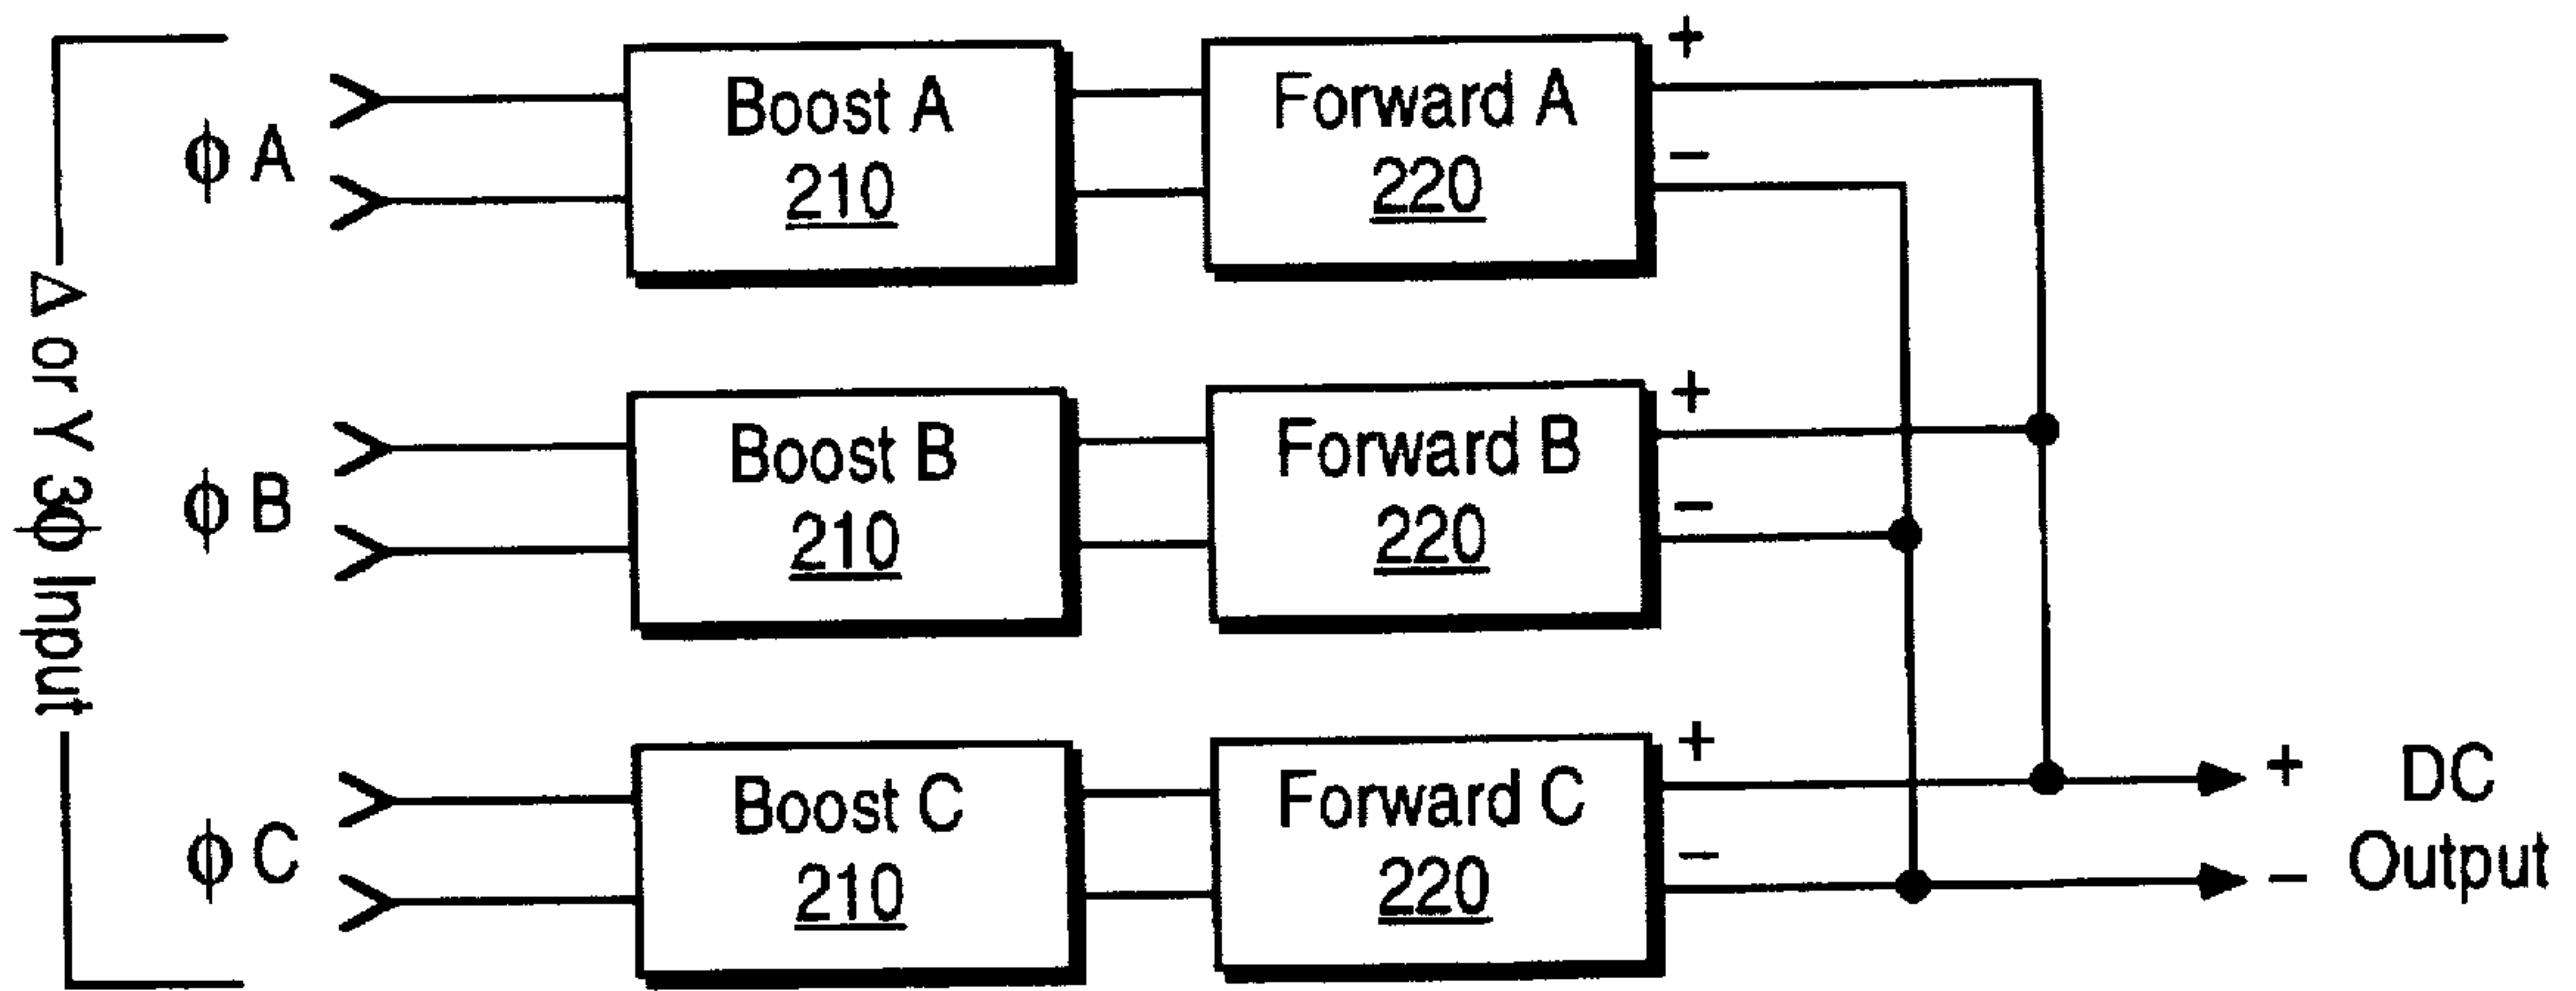 Δ or Y 3ϕ Input
ϕ A
Boost A
210
Forward A
220
+
−
ϕ B
Boost B
210
Forward B
220
+
−
ϕ C
Boost C
210
Forward C
220
+
−
+
−
DC
Output